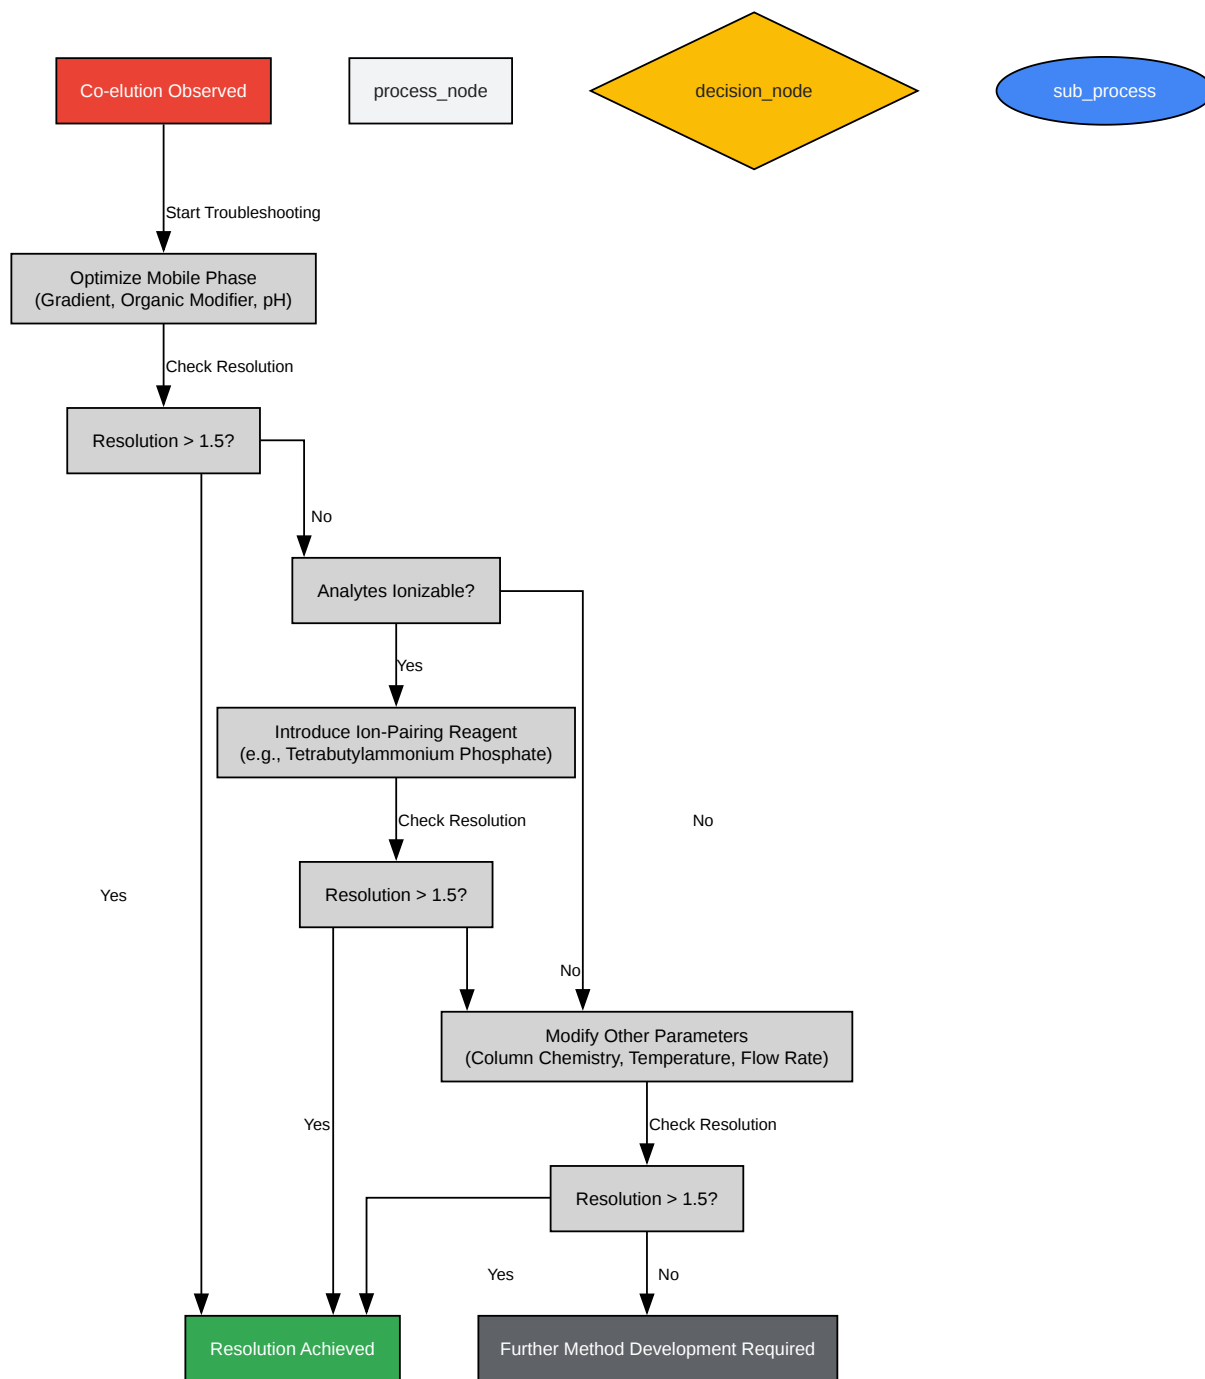 Co-elution Observed
process_node
decision_node
sub_process
Start Troubleshooting
Optimize Mobile Phase
(Gradient, Organic Modifier, pH)
Check Resolution
Resolution > 1.5?
No
Analytes Ionizable?
Yes
Introduce Ion-Pairing Reagent
(e.g., Tetrabutylammonium Phosphate)
Check Resolution
No
Resolution > 1.5?
Yes
No
Modify Other Parameters
(Column Chemistry, Temperature, Flow Rate)
Yes
Check Resolution
Resolution > 1.5?
Yes
No
Resolution Achieved
Further Method Development Required